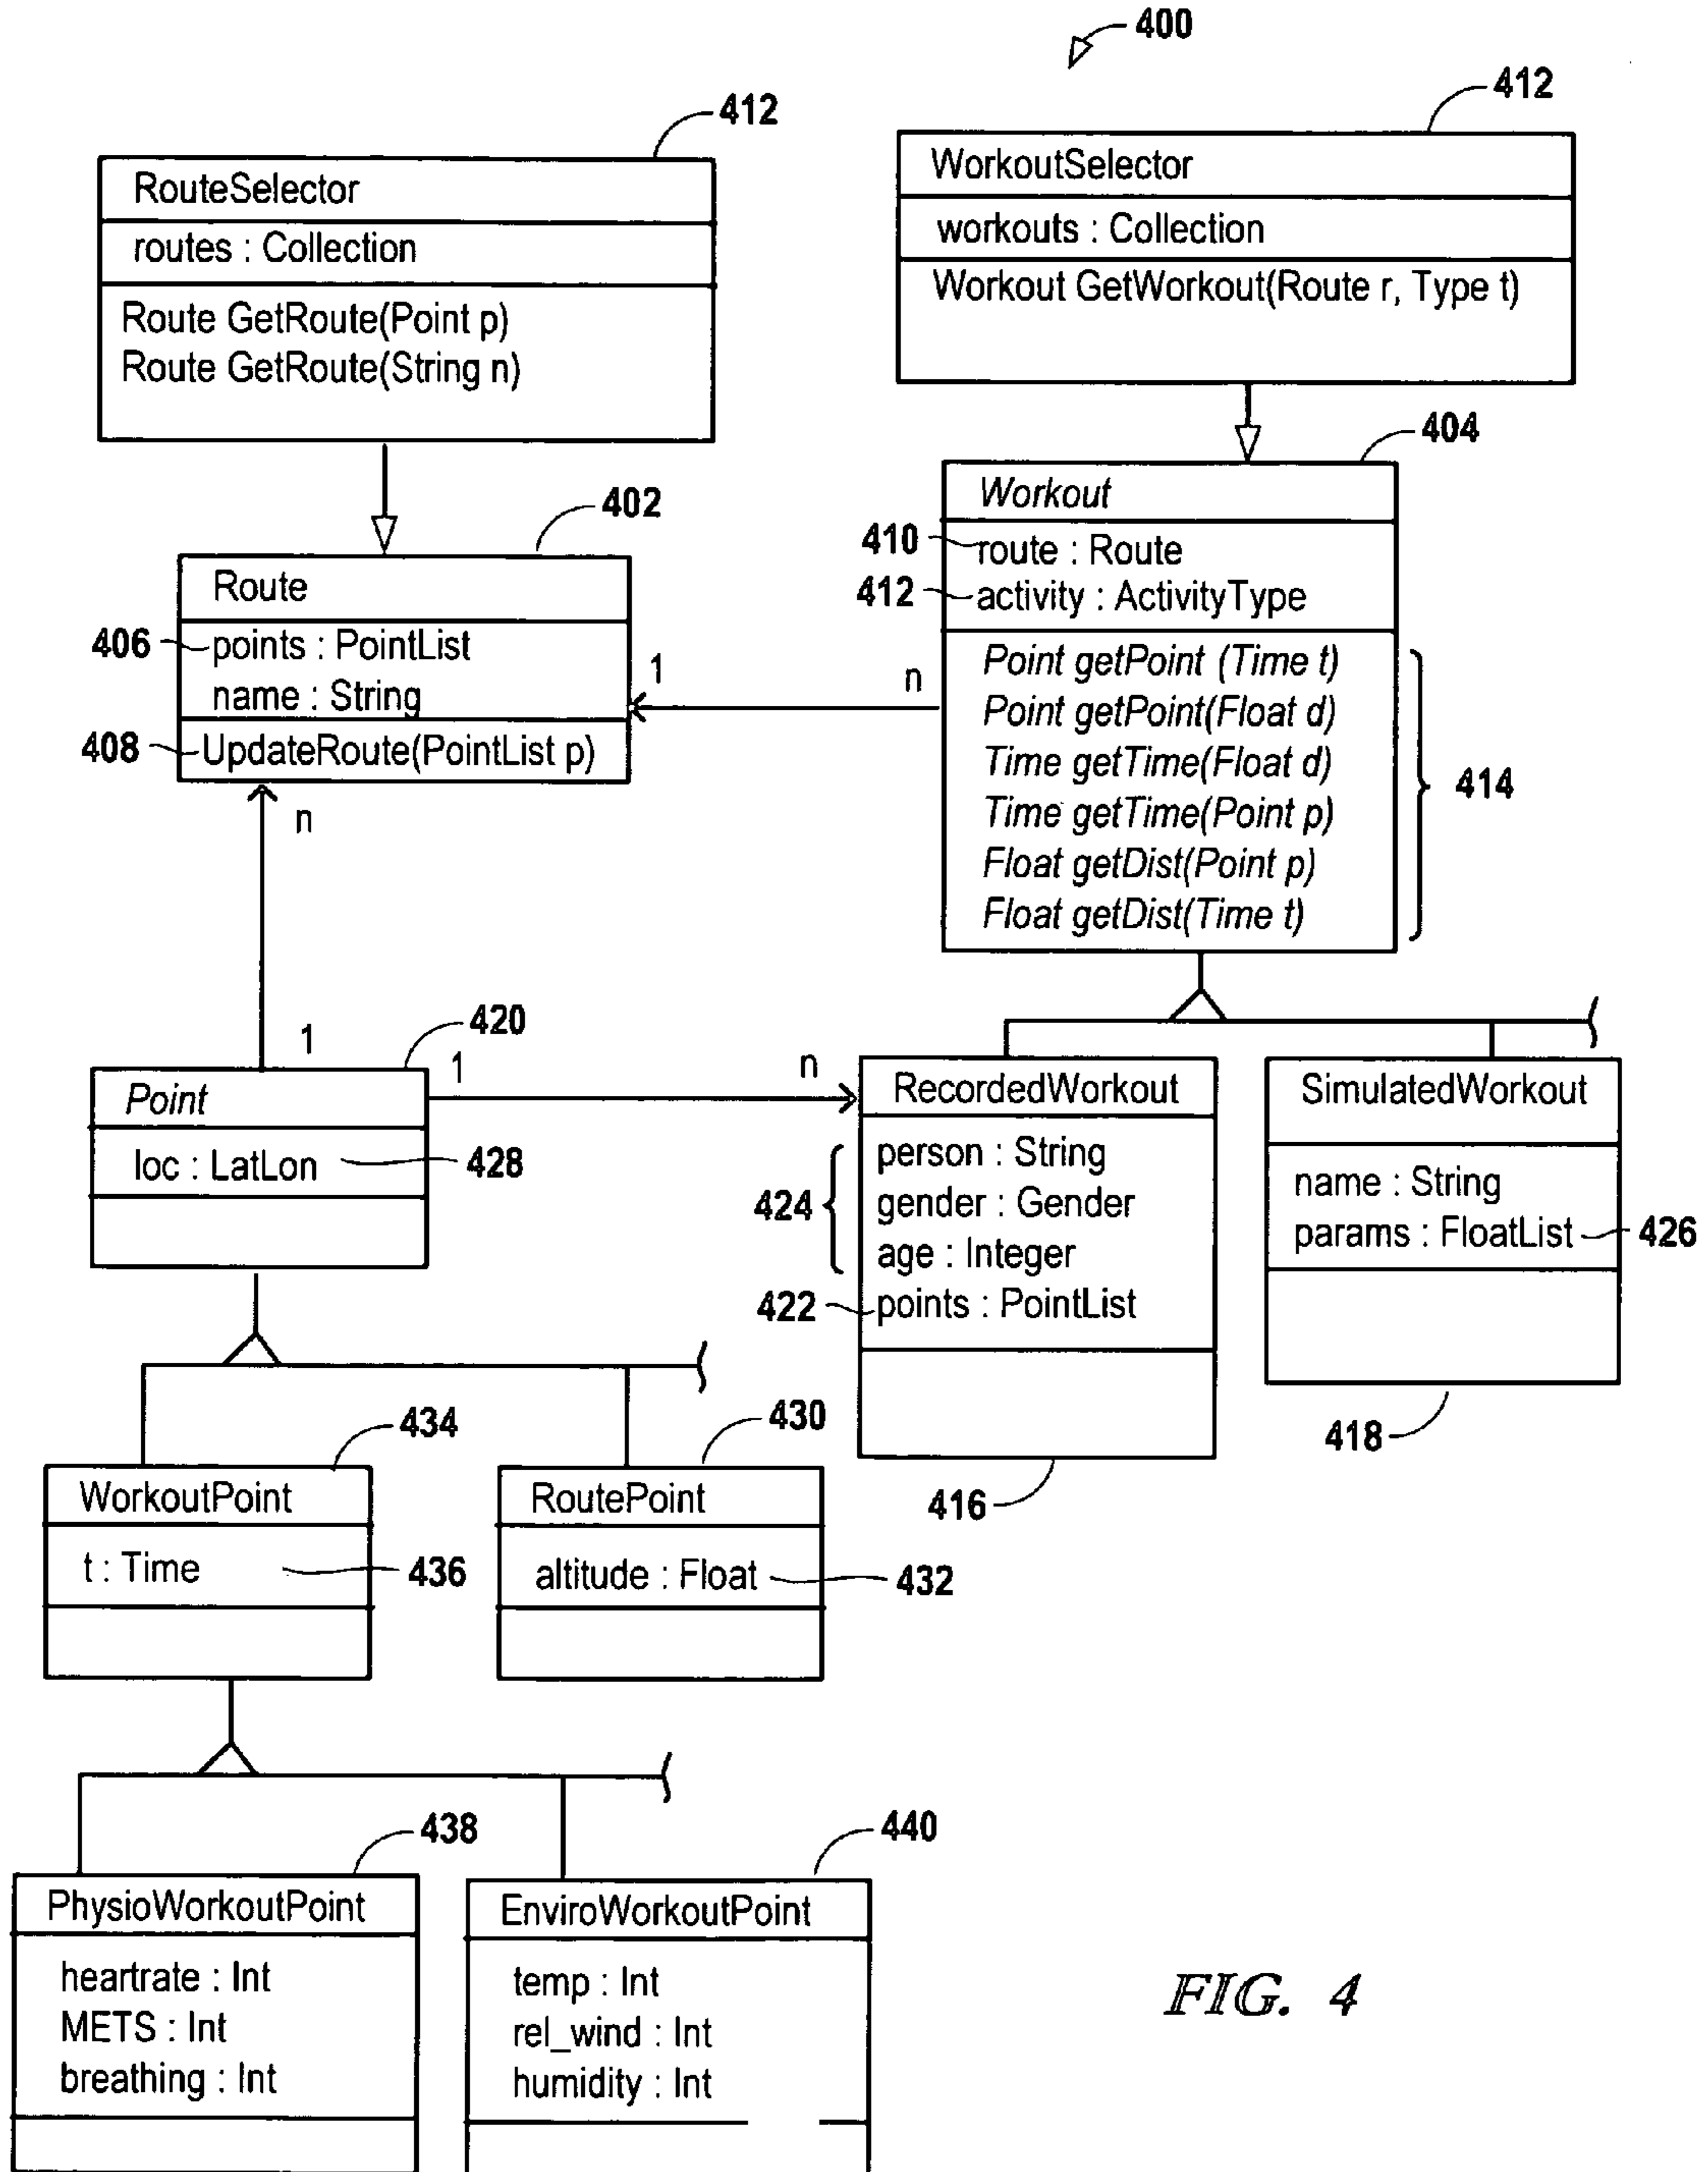 400
412
RouteSelector
routes : Collection
Route GetRoute(Point p)
Route GetRoute(String n)
412
WorkoutSelector
workouts : Collection
Workout GetWorkout(Route r, Type t)
402
Route
406 points : PointList
name : String
408 UpdateRoute(PointList p)
1
n
n
404
Workout
410 route : Route
412 activity : ActivityType
Point getPoint (Time t)
Point getPoint(Float d)
Time getTime(Float d)
Time getTime(Point p)
Float getDist(Point p)
Float getDist(Time t)
414
1
420
Point
loc : LatLon 428
1
n
RecordedWorkout
424
person : String
gender : Gender
age : Integer
422 points : PointList
416
SimulatedWorkout
name : String
params : FloatList 426
418
434
WorkoutPoint
t : Time 436
430
RoutePoint
altitude : Float 432
438
PhysioWorkoutPoint
heartrate : Int
METS : Int
breathing : Int
440
EnviroWorkoutPoint
temp : Int
rel_wind : Int
humidity : Int
FIG. 4